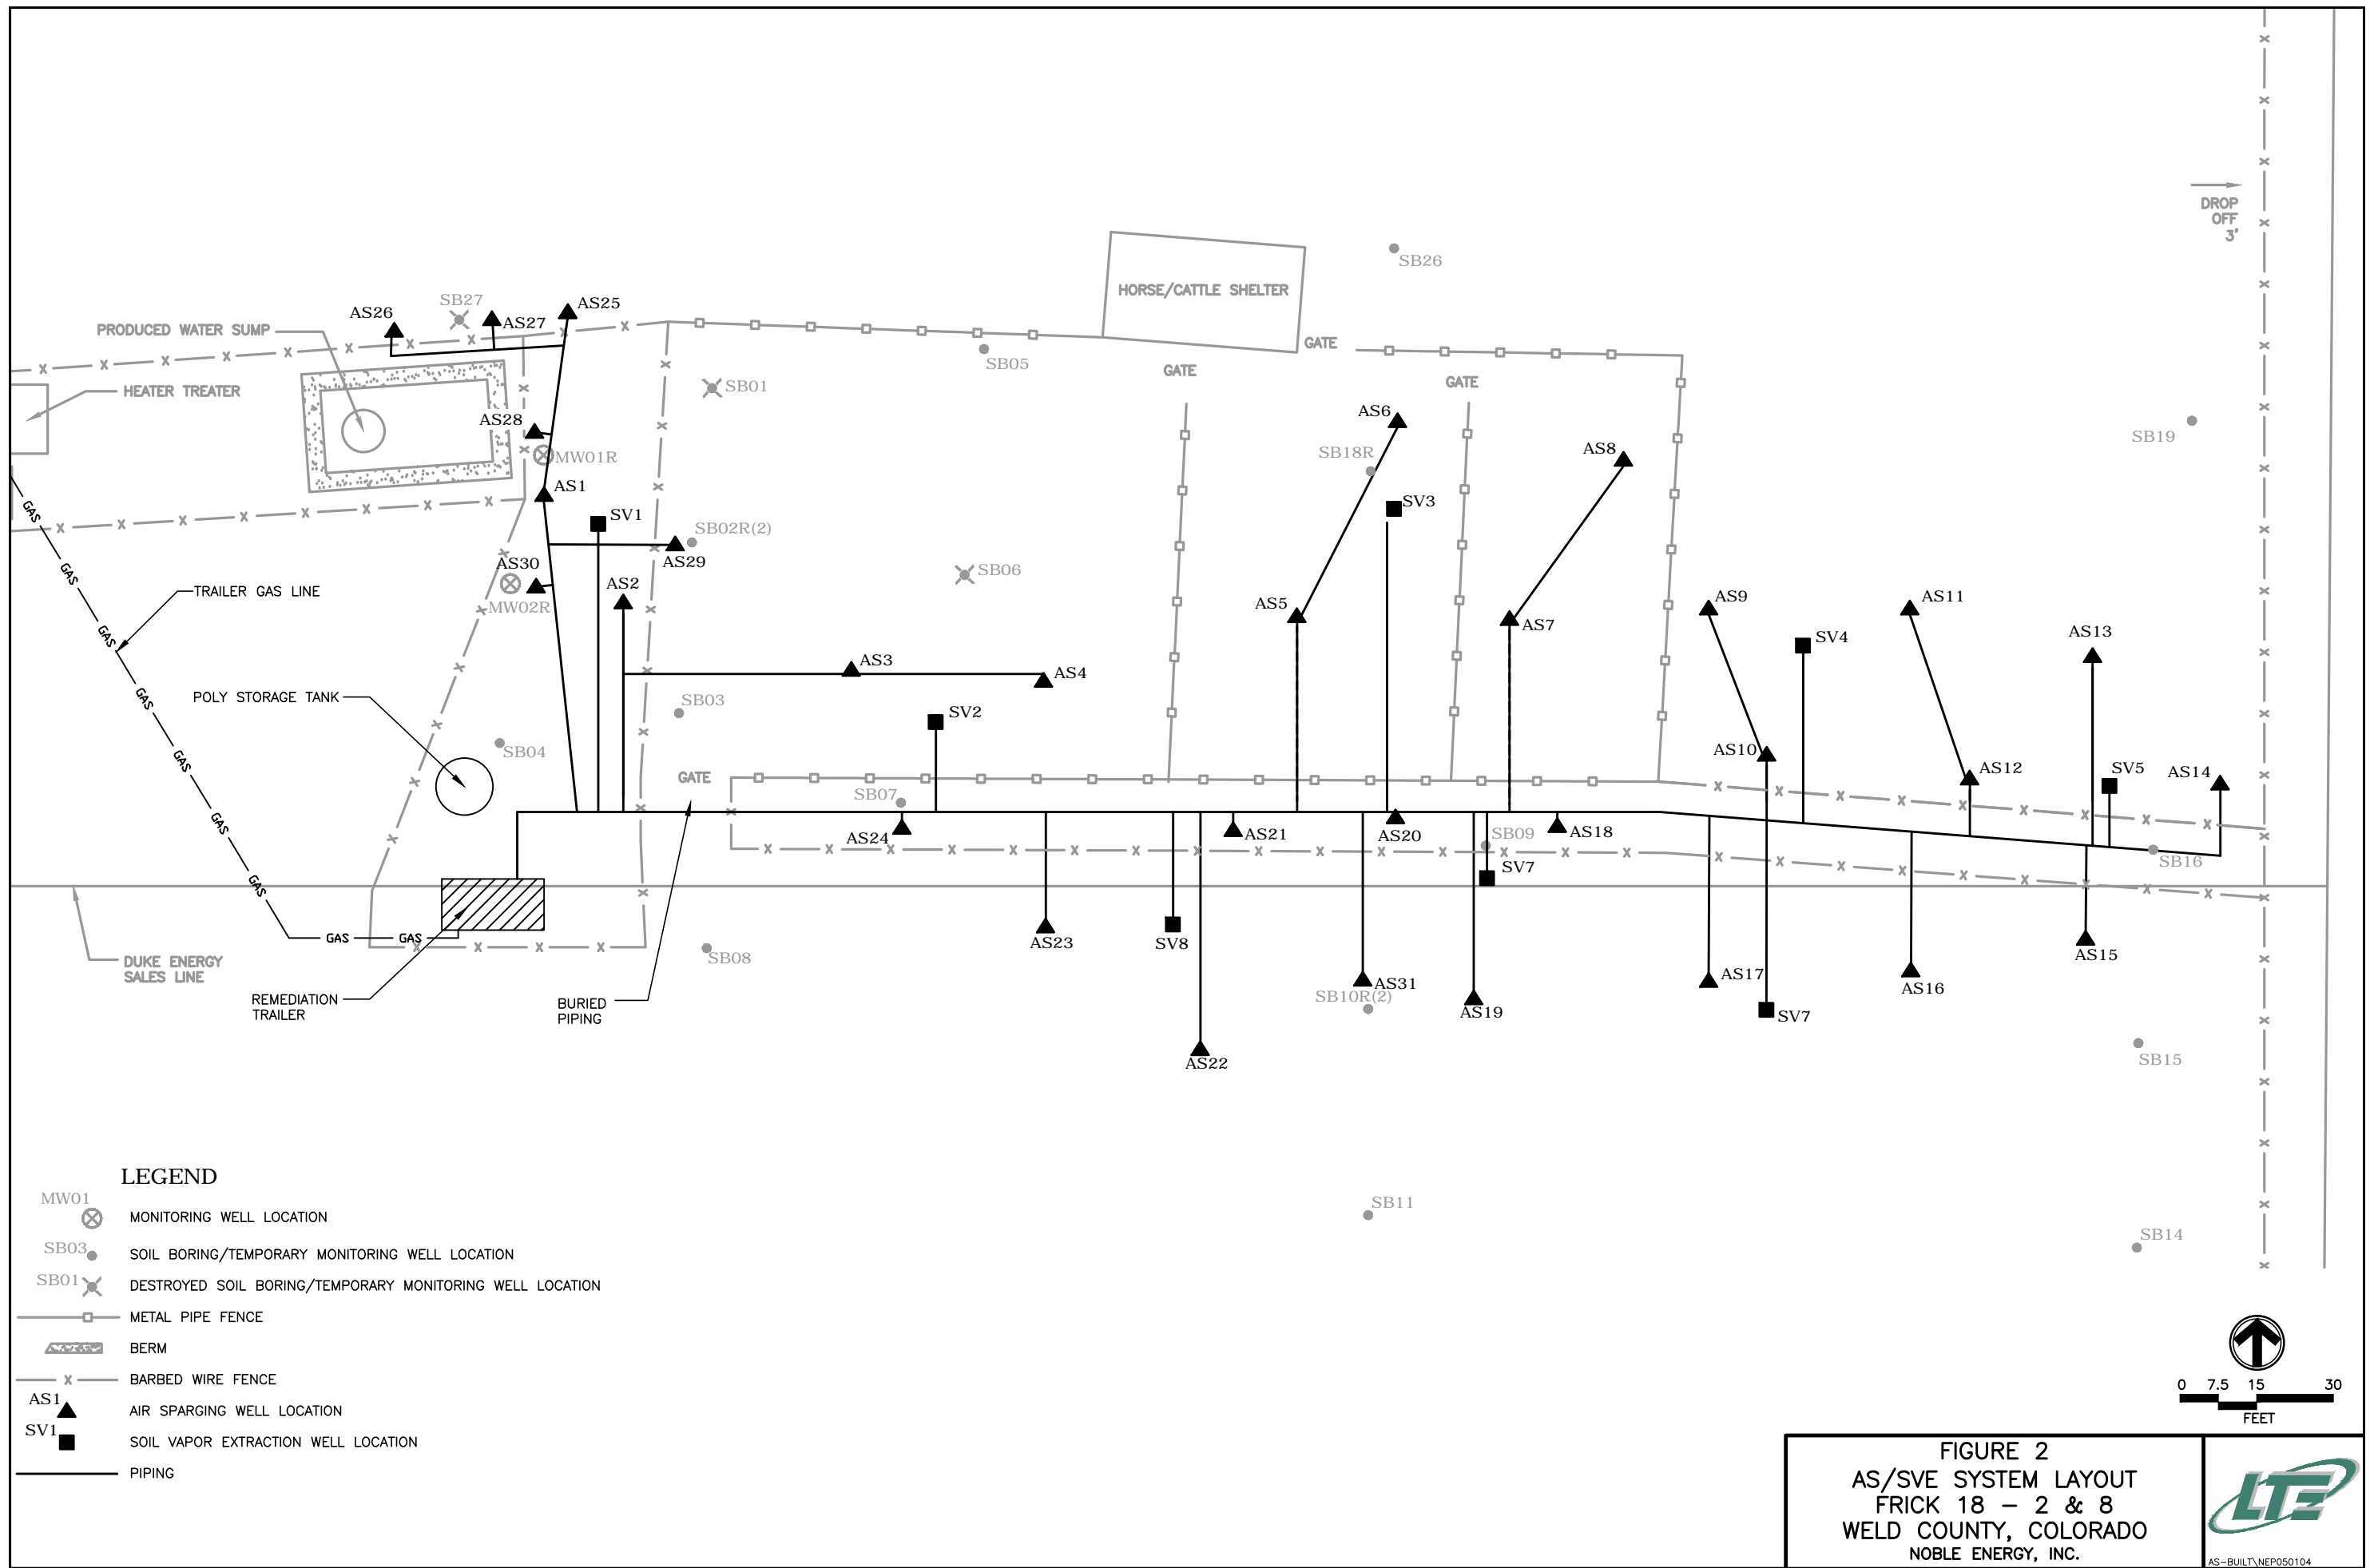 DROP
OFF
3'
SB26
HORSE/CATTLE SHELTER
SB27
AS25
AS26
AS27
PRODUCED WATER SUMP
GATE
SB05
GATE
GATE
HEATER TREATER
SB01
AS28
AS6
SB19
MW01R
SB18R
AS8
AS1
SV1
SV3
SB02R(2)
AS29
AS30
SB06
AS2
MW02R
TRAILER GAS LINE
AS5
AS7
AS9
AS11
SV4
AS13
AS3
AS4
POLY STORAGE TANK
SB03
SV2
SB04
AS10
AS12
SV5
AS14
GATE
SB07
AS24
AS21
AS20
SB09
AS18
SV7
SB16
GAS
GAS
GAS
GAS
GAS
GAS
GAS
GAS
GAS
AS23
SV8
AS15
DUKE ENERGY
SALES LINE
SB08
AS31
SB10R(2)
AS19
AS17
AS16
SV7
REMEDIATION
TRAILER
BURIED
PIPING
AS22
SB15
SB11
SB14
LEGEND
MW01
MONITORING WELL LOCATION
SB03
SOIL BORING/TEMPORARY MONITORING WELL LOCATION
SB01
DESTROYED SOIL BORING/TEMPORARY MONITORING WELL LOCATION
METAL PIPE FENCE
BERM
BARBED WIRE FENCE
AS1
AIR SPARGING WELL LOCATION
SV1
SOIL VAPOR EXTRACTION WELL LOCATION
PIPING
0 7.5 15 30
FEET
FIGURE 2
AS/SVE SYSTEM LAYOUT
FRICK 18 – 2 & 8
WELD COUNTY, COLORADO
NOBLE ENERGY, INC.
LTE
AS-BUILT\NEP050104